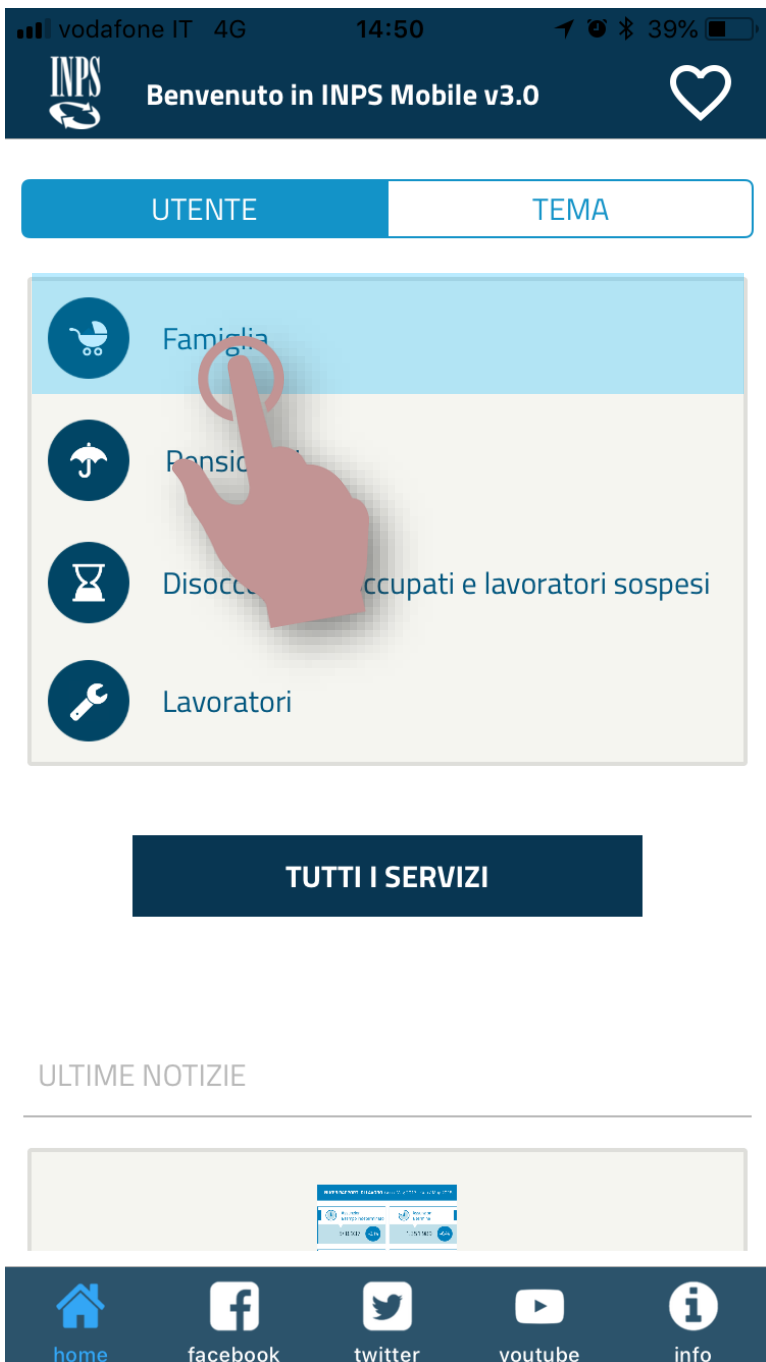 vodafone IT 4G 14:50 39%
INPS
Benvenuto in INPS Mobile v3.0
UTENTE TEMA
Famiglia
Disoccupati e lavoratori sospesi
Lavoratori
TUTTI I SERVIZI
ULTIME NOTIZIE
home facebook twitter youtube info